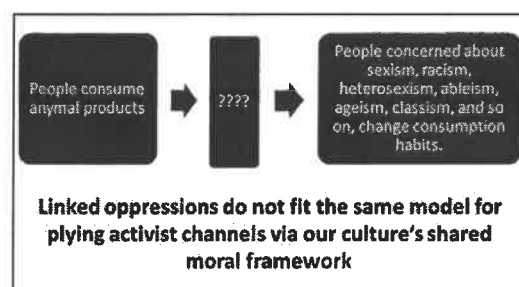 People consume
anymal products
????
People concerned about
sexism, racism,
heterosexism, ableism,
ageism, classism, and so
on, change consumption
habits.
Linked oppressions do not fit the same model for
plying activist channels via our culture's shared
moral framework